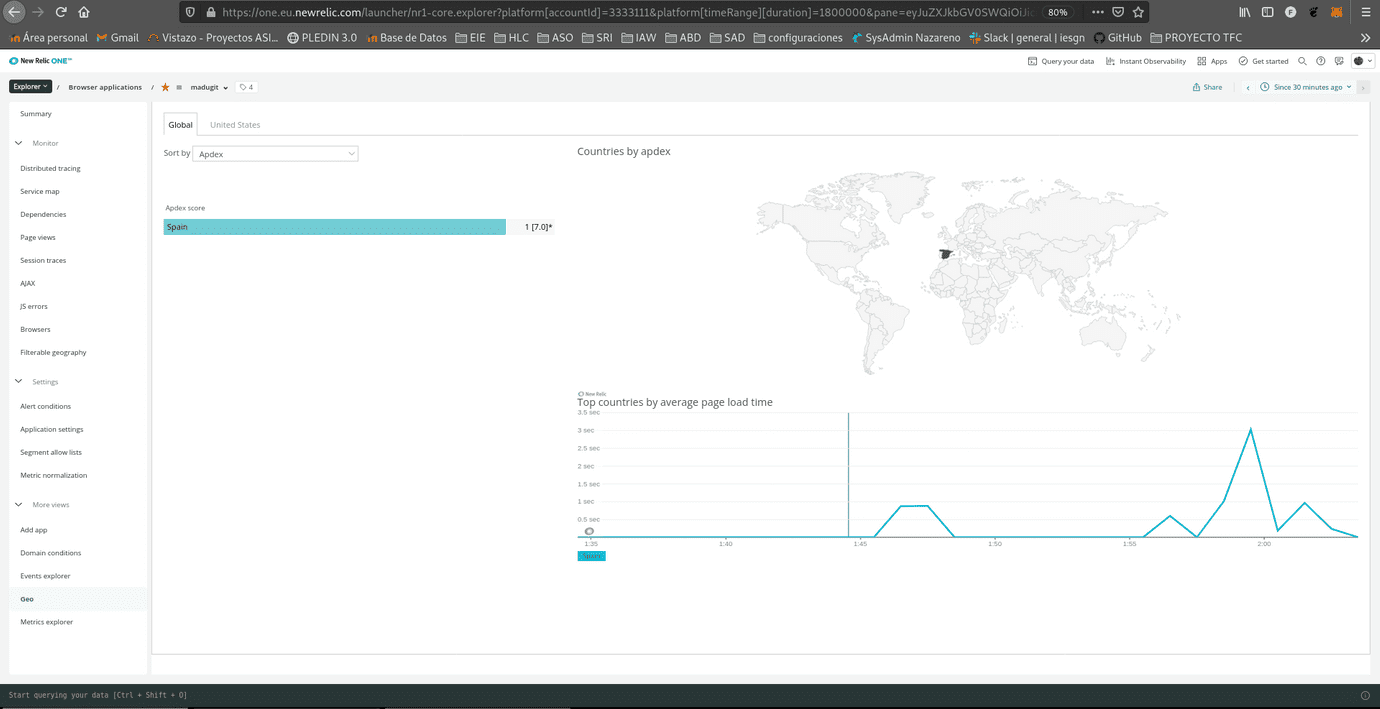 https://one.eu.newrelic.com/launcher/nr1-core.explorer?platform[accountId]=3333111&platform[timeRange][duration]=1800000&pane=eyJuZXJkbGV0SWQiOiJic 80%
Área personal Gmail Vistazo - Proyectos ASI... PLEDIN 3.0 Base de Datos EIE HLC ASO SRI IAW ABD SAD configuraciones SysAdmin Nazareno Slack | general | iesgn GitHub PROYECTO TFC
New Relic ONE™ Query your data Instant Observability Apps Get started
Explorer / Browser applications / madugit 4 Share Since 30 minutes ago
Summary
Monitor
Distributed tracing
Service map
Dependencies
Page views
Session traces
AJAX
JS errors
Browsers
Filterable geography
Settings
Alert conditions
Application settings
Segment allow lists
Metric normalization
More views
Add app
Domain conditions
Events explorer
Geo
Metrics explorer
Global United States
Sort by Apdex
Apdex score
Spain 1 [7.0]*
Countries by apdex
New Relic
Top countries by average page load time
3.5 sec
3 sec
2.5 sec
2 sec
1.5 sec
1 sec
0.5 sec
1:35 1:40 1:45 1:50 1:55 2:00
Spain
Start querying your data [Ctrl + Shift + O]